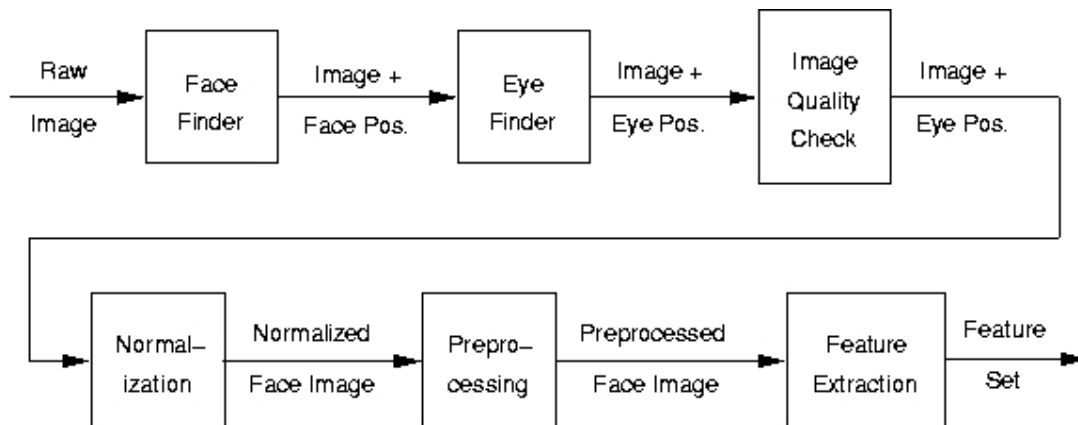 Raw
Image
Face
Finder
Image +
Face Pos.
Eye
Finder
Image +
Eye Pos.
Image
Quality
Check
Image +
Eye Pos.
Normal–
ization
Normalized
Face Image
Prepro–
cessing
Preprocessed
Face Image
Feature
Extraction
Feature
Set